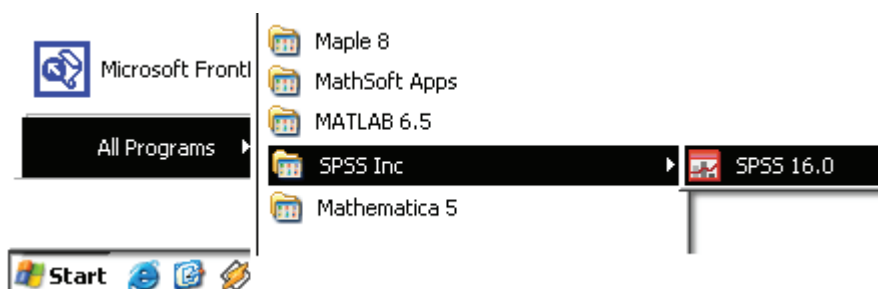 Microsoft Frontl
All Programs
Start
Maple 8
MathSoft Apps
MATLAB 6.5
SPSS Inc
Mathematica 5
SPSS 16.0